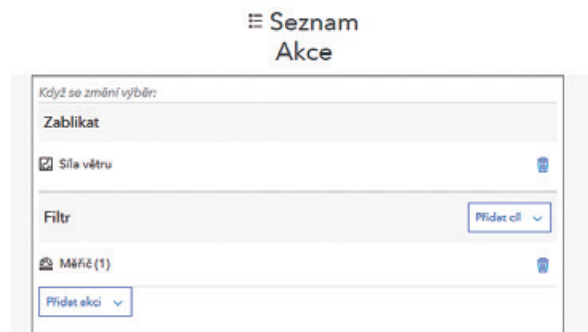 Seznam
Akce
Když se změní výběr:
Zablikat
Síla větru
Filtr
Přidat cíl
Měřič (1)
Přidat akci